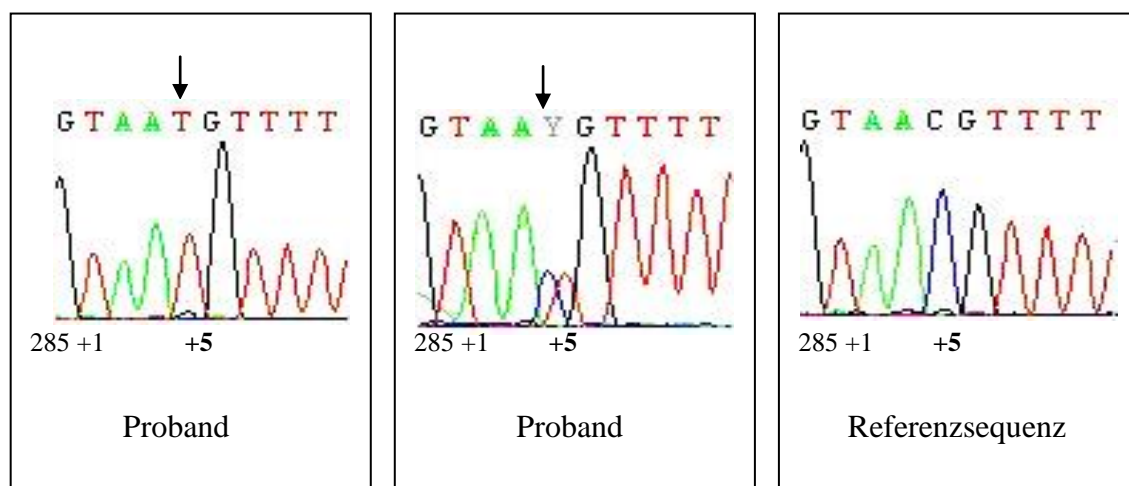 G T A A T G T T T T
285 +1 +5
Proband
G T A A Y G T T T T
285 +1 +5
Proband
G T A A C G T T T T
285 +1 +5
Referenzsequenz